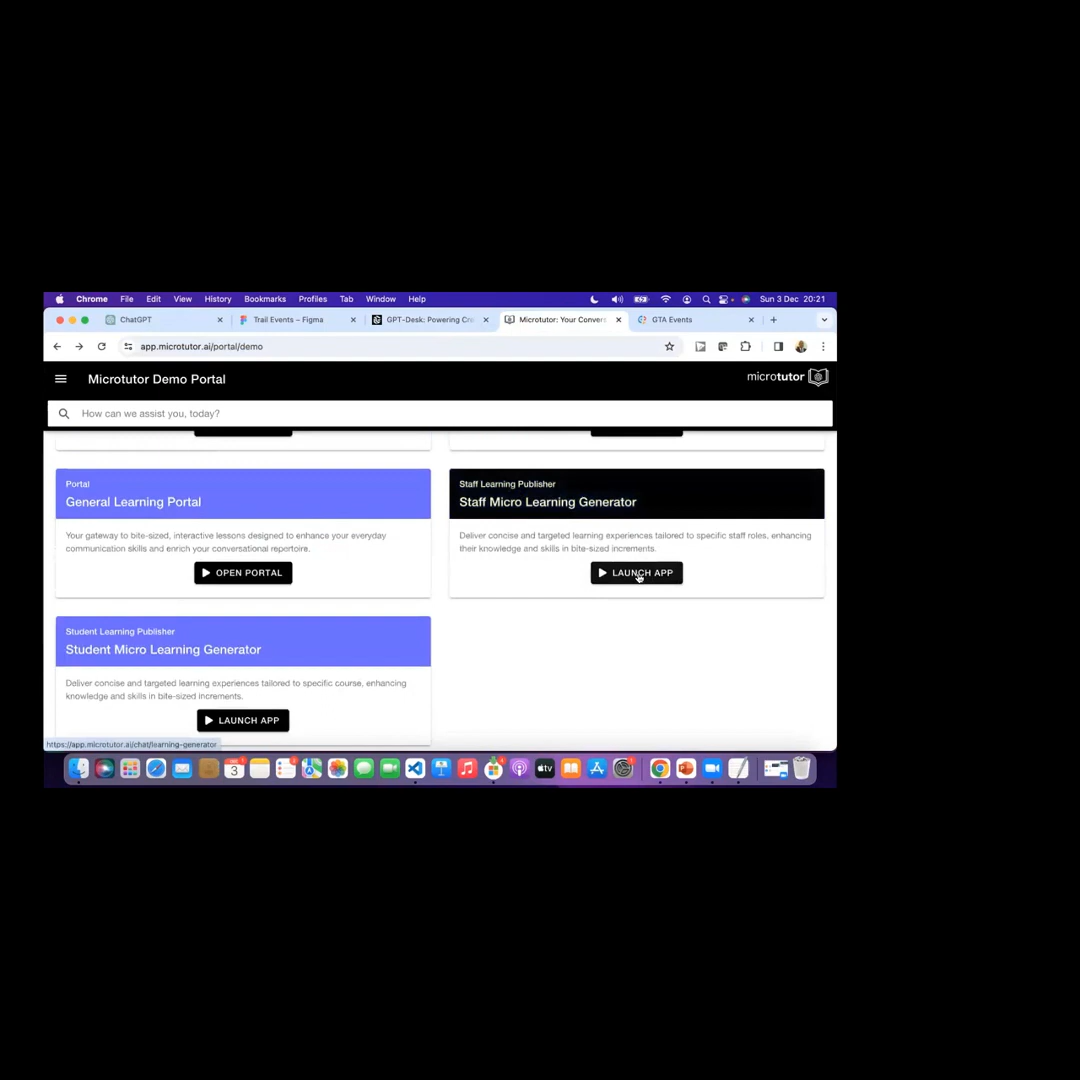 Chrome File Edit View History Bookmarks Profiles Tab Window Help Sun 3 Dec 20:21
ChatGPT Trail Events – Figma GPT-Desk: Powering Cri Microtutor: Your Convers GTA Events
app.microtutor.ai/portal/demo
Microtutor Demo Portal
microtutor
How can we assist you, today?
Portal
General Learning Portal
Your gateway to bite-sized, interactive lessons designed to enhance your everyday
communication skills and enrich your conversational repertoire.
OPEN PORTAL
Staff Learning Publisher
Staff Micro Learning Generator
Deliver concise and targeted learning experiences tailored to specific staff roles, enhancing
their knowledge and skills in bite-sized increments.
LAUNCH APP
Student Learning Publisher
Student Micro Learning Generator
Deliver concise and targeted learning experiences tailored to specific course, enhancing
knowledge and skills in bite-sized increments.
LAUNCH APP
https://app.microtutor.ai/chat/learning-generator
3
tv